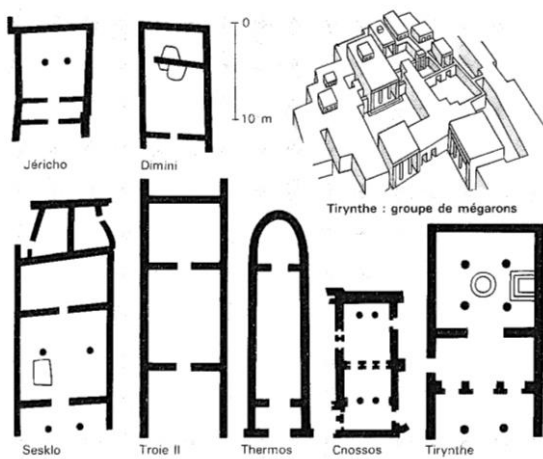 0
10 m
Jéricho
Dimini
Tirynthe : groupe de mégarons
Sesklo
Troie II
Thermos
Cnossos
Tirynthe